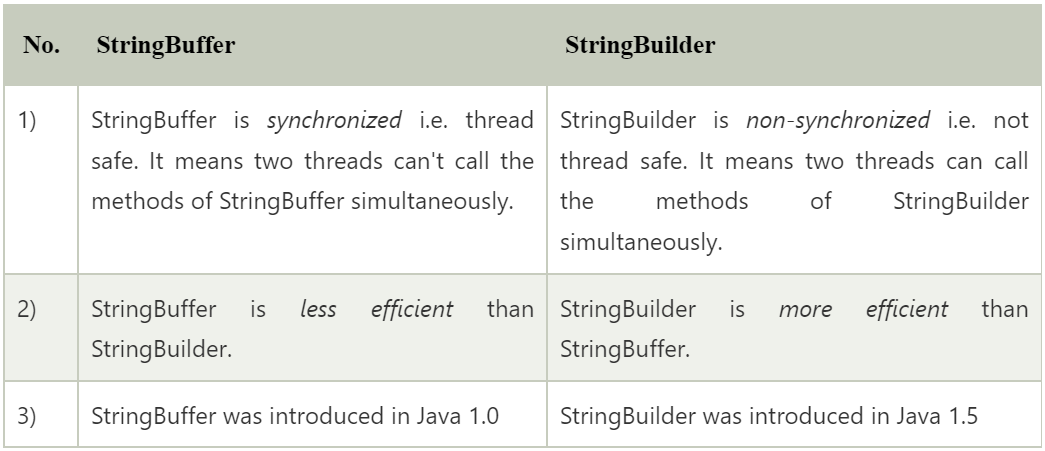 No. StringBuffer StringBuilder
1) StringBuffer is synchronized i.e. thread
safe. It means two threads can't call the
methods of StringBuffer simultaneously.
StringBuilder is non-synchronized i.e. not
thread safe. It means two threads can call
the methods of StringBuilder
simultaneously.
2) StringBuffer is less efficient than
StringBuilder.
StringBuilder is more efficient than
StringBuffer.
3) StringBuffer was introduced in Java 1.0
StringBuilder was introduced in Java 1.5